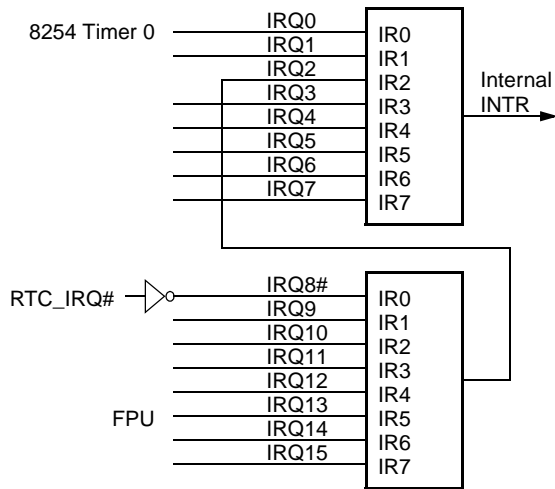 8254 Timer 0
IRQ0
IRQ1
IRQ2
IRQ3
IRQ4
IRQ5
IRQ6
IRQ7
IR0
IR1
IR2
IR3
IR4
IR5
IR6
IR7
Internal
INTR
RTC_IRQ#
FPU
IRQ8#
IRQ9
IRQ10
IRQ11
IRQ12
IRQ13
IRQ14
IRQ15
IR0
IR1
IR2
IR3
IR4
IR5
IR6
IR7